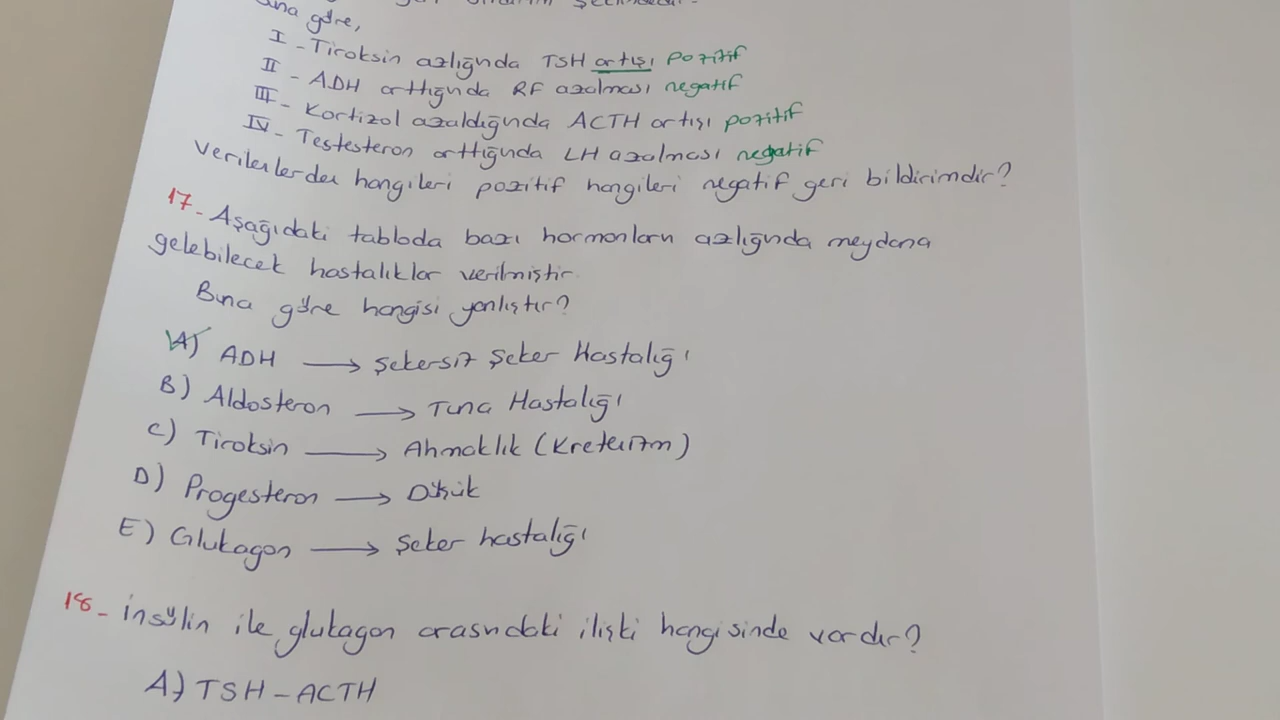 Buna göre,
I - Tiroksin azlığında TSH artışı pozitif
II - ADH arttığında RF azalması negatif
III - Kortizol azaldığında ACTH artışı pozitif
IV - Testesteron arttığında LH azalması negatif
Verilenlerden hangileri pozitif hangileri negatif geri bildirimdir?
17 - Aşağıdaki tabloda bazı hormonların azlığında meydana
gelebilecek hastalıklar verilmiştir.
Buna göre hangisi yanlıştır?
A) ADH → Şekersiz Şeker Hastalığı
B) Aldosteron → Tunç Hastalığı
C) Tiroksin → Ahmaklık (Kretenizm)
D) Progesteron → Düşük
E) Glukagon → Şeker hastalığı
18 - İnsülin ile glukagon arasındaki ilişki hangisinde vardır?
A) TSH - ACTH